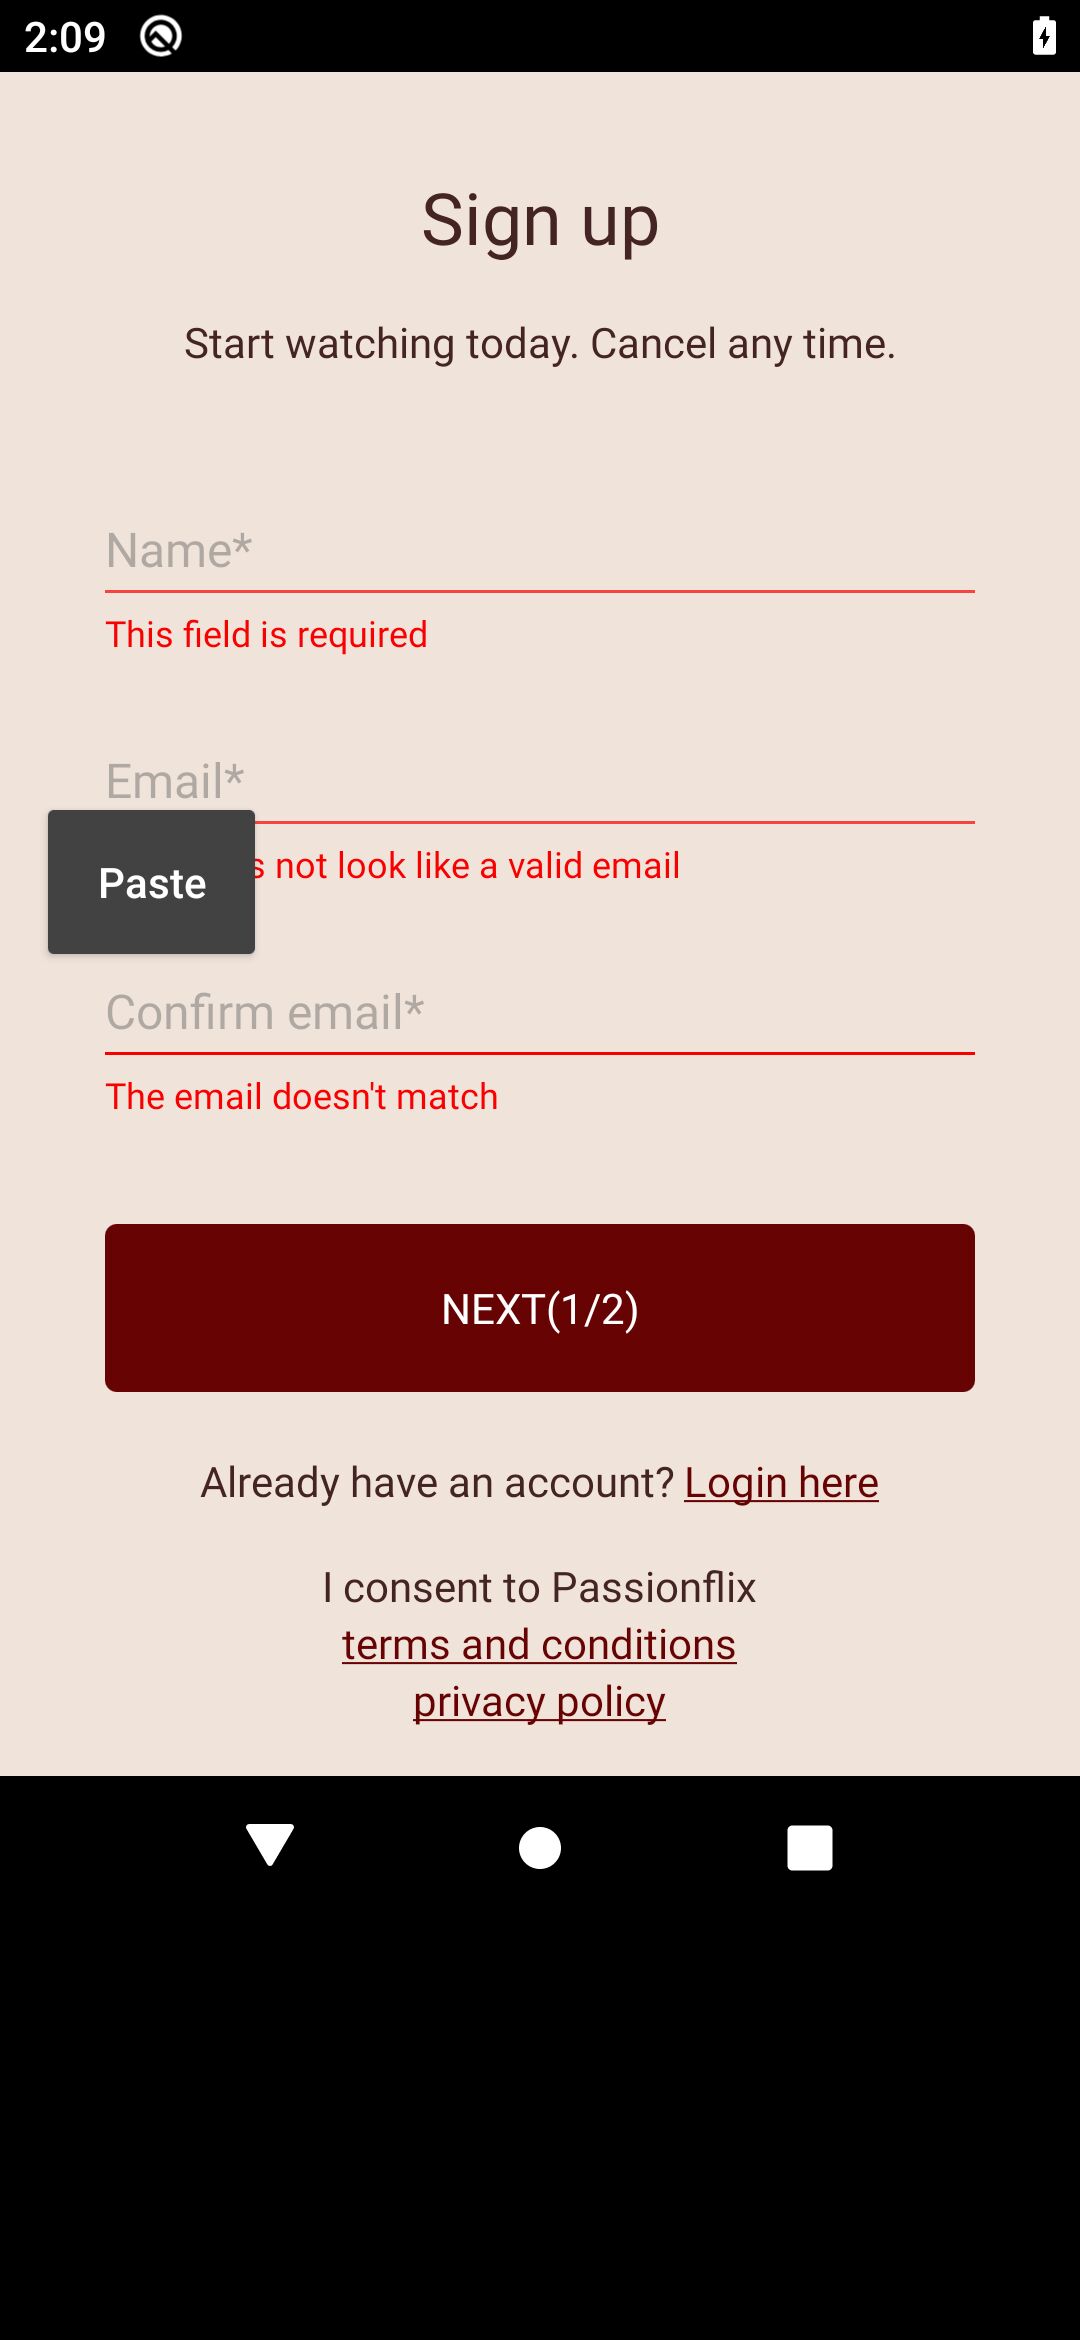 2:09
Sign up
Start watching today. Cancel any time.
Name*
This field is required
Email*
not look like a valid email
Paste
Confirm email*
The email doesn't match
NEXT(1/2)
Already have an account? Login here
I consent to Passionflix
terms and conditions
privacy policy